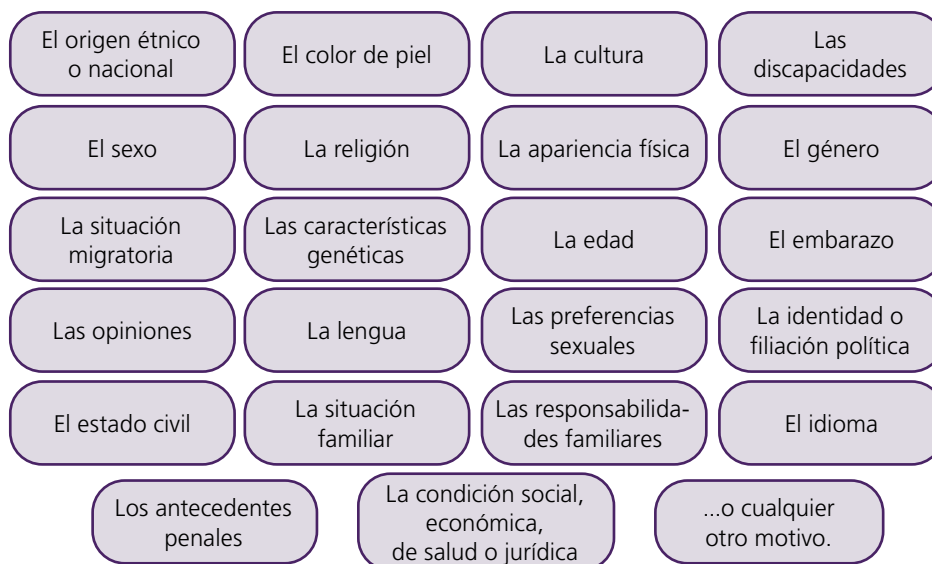 El origen étnico
o nacional
El color de piel
La cultura
Las
discapacidades
El sexo
La religión
La apariencia física
El género
La situación
migratoria
Las características
genéticas
La edad
El embarazo
Las opiniones
La lengua
Las preferencias
sexuales
La identidad o
filiación política
El estado civil
La situación
familiar
Las responsabilida-
des familiares
El idioma
Los antecedentes
penales
La condición social,
económica,
de salud o jurídica
...o cualquier
otro motivo.